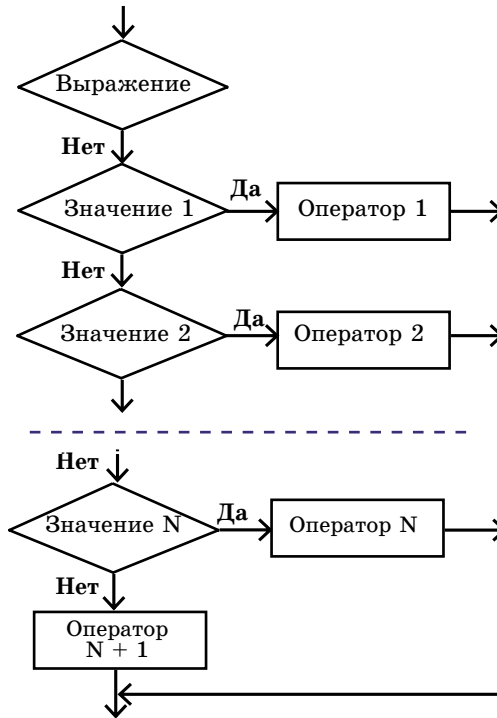 Выражение
Нет
Значение 1
Да
Оператор 1
Нет
Значение 2
Да
Оператор 2
Нет
Значение N
Да
Оператор N
Нет
Оператор
N + 1